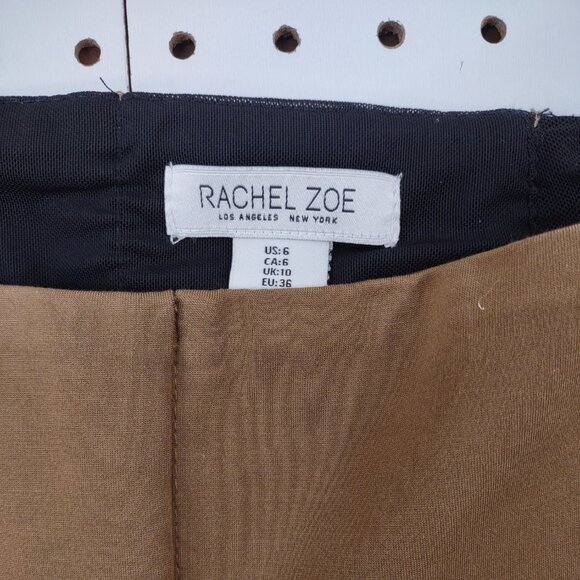 RACHEL ZOE
LOS ANGELES NEW YORK
US:6
CA:6
UK:10
EU:36